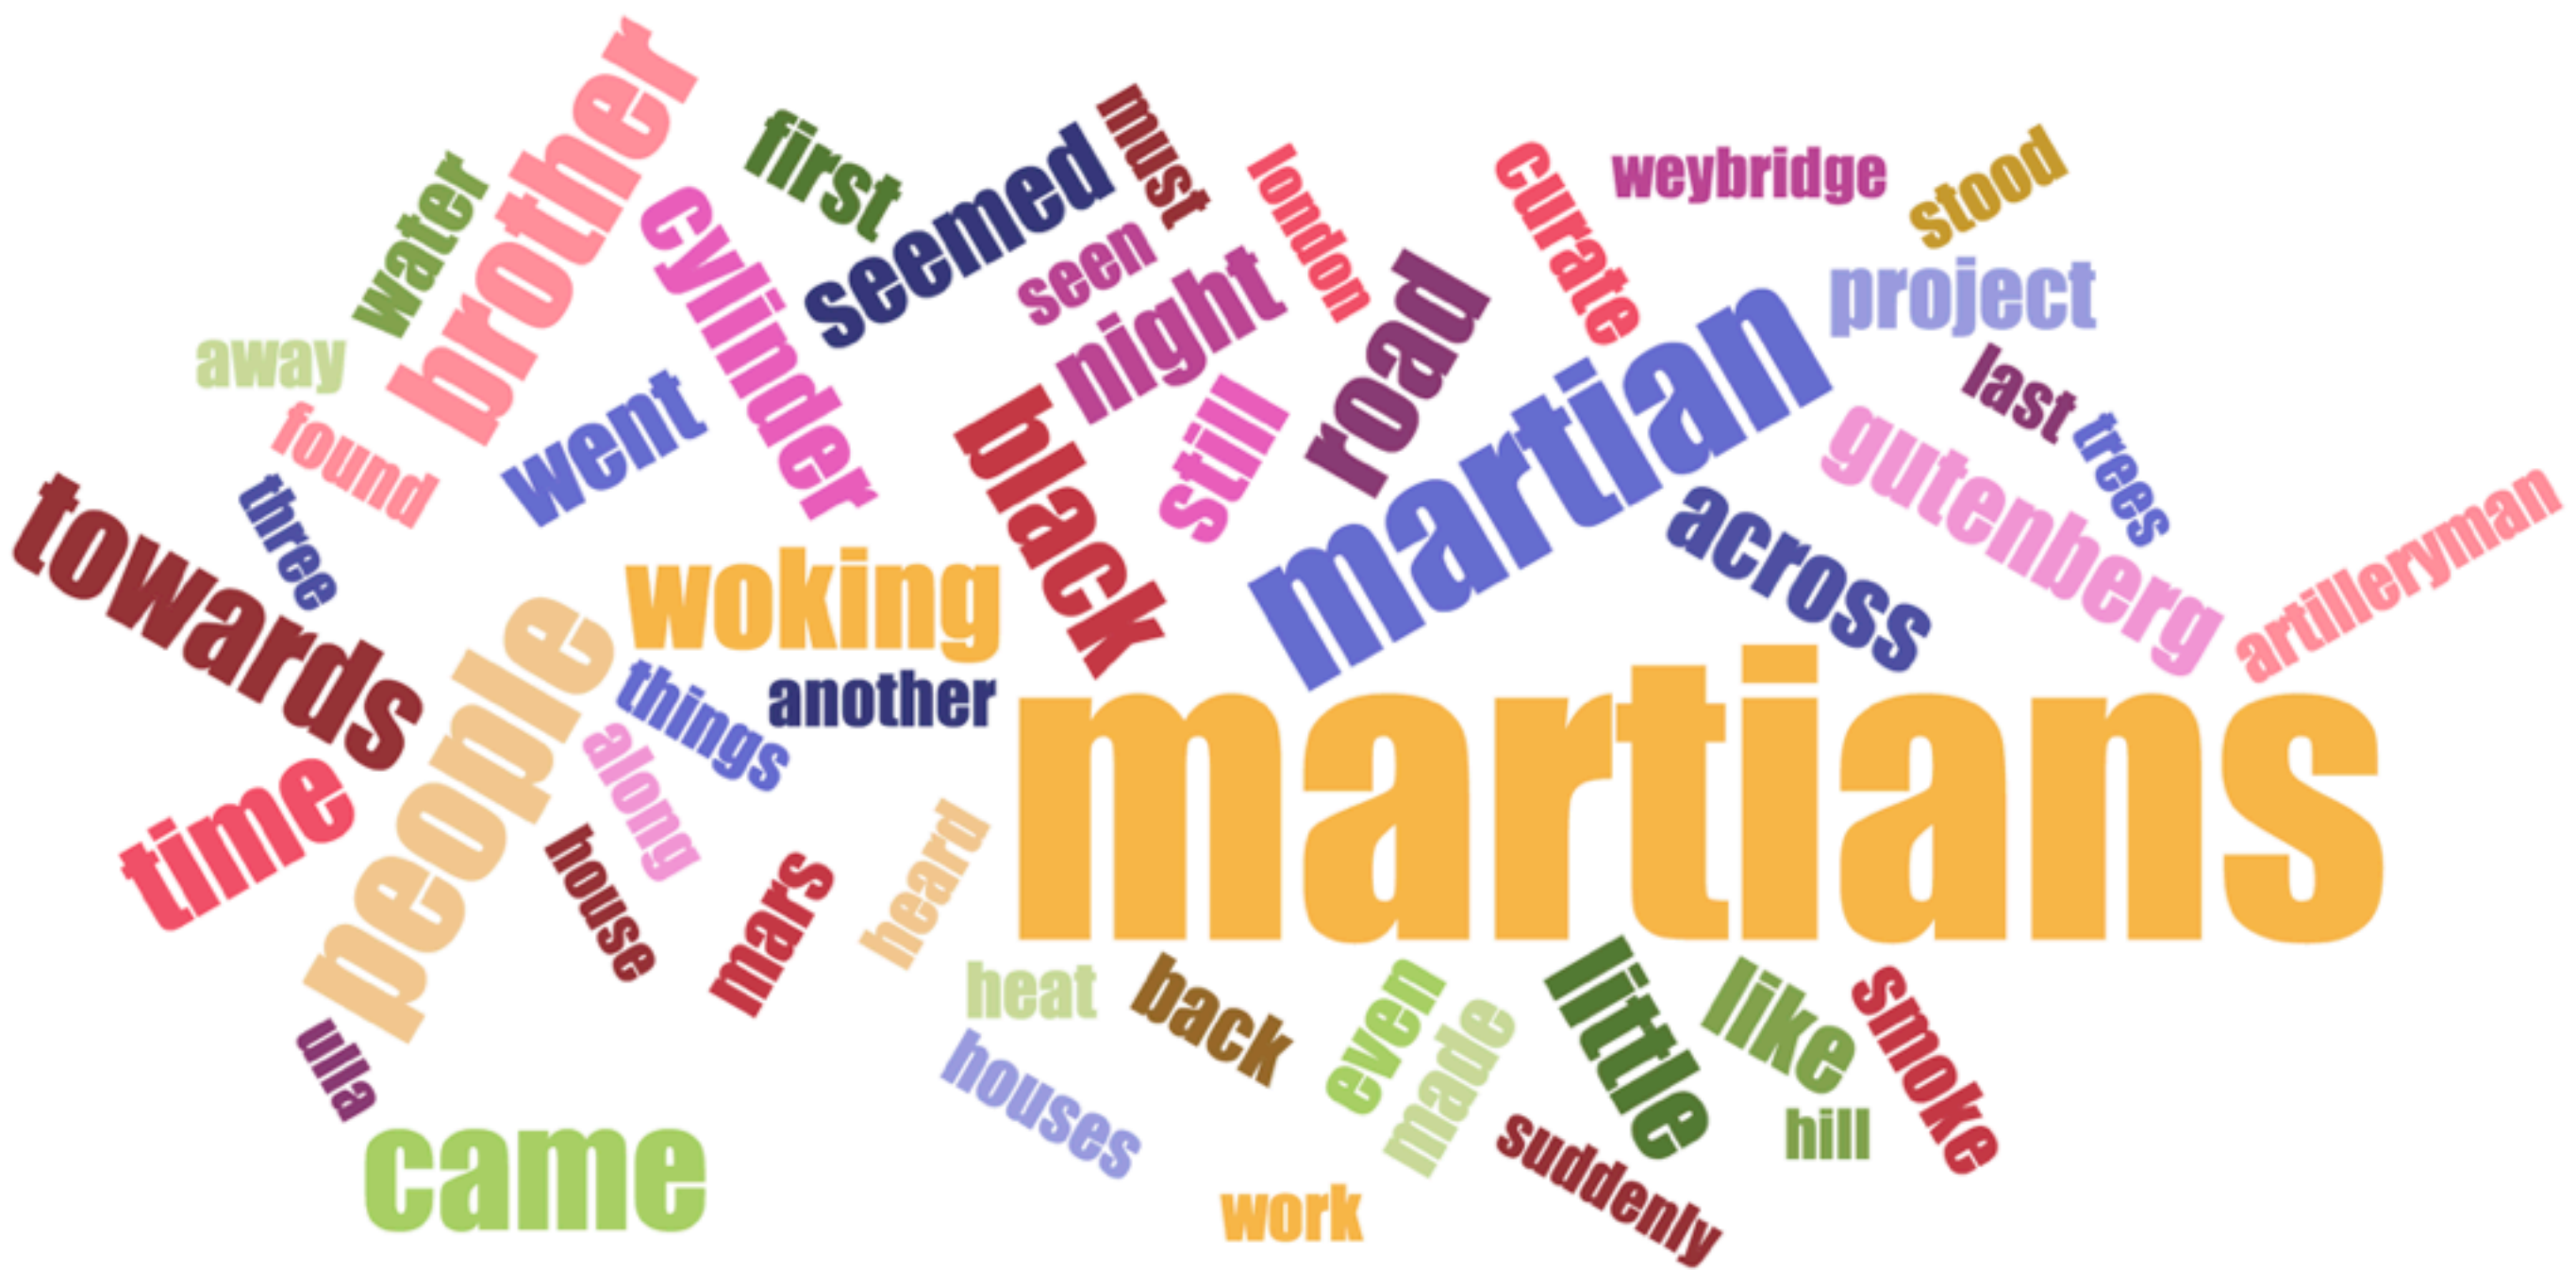 brother
first
seemed
must
london
curate
weybridge
stood
water
cylinder
seen
night
road
project
away
found
went
black
still
martian
last
trees
gutenberg
across
artilleryman
towards
three
woking
people
things
another
martians
time
along
house
mars
heard
heat
back
even
made
little
like
smoke
ulla
houses
hill
came
work
suddenly